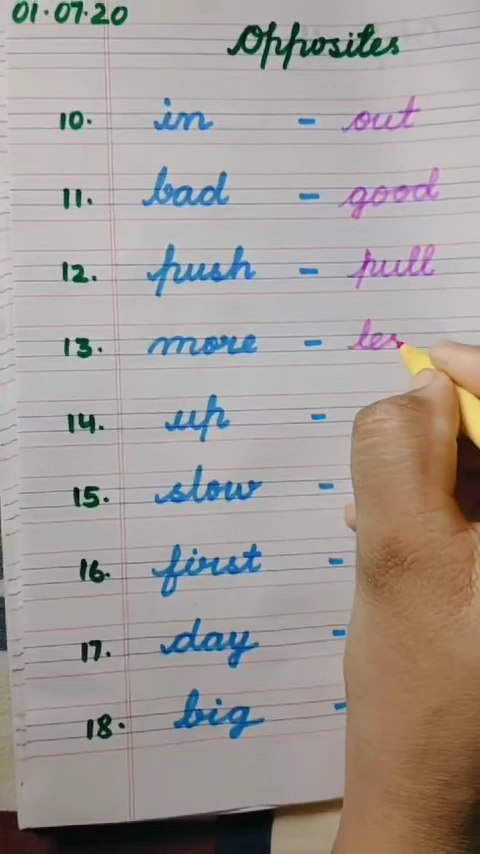 01.07.20
Opposites
10. in - out
11. bad - good
12. push - pull
13. more - les
14. up -
15. slow -
16. first -
17. day -
18. big -